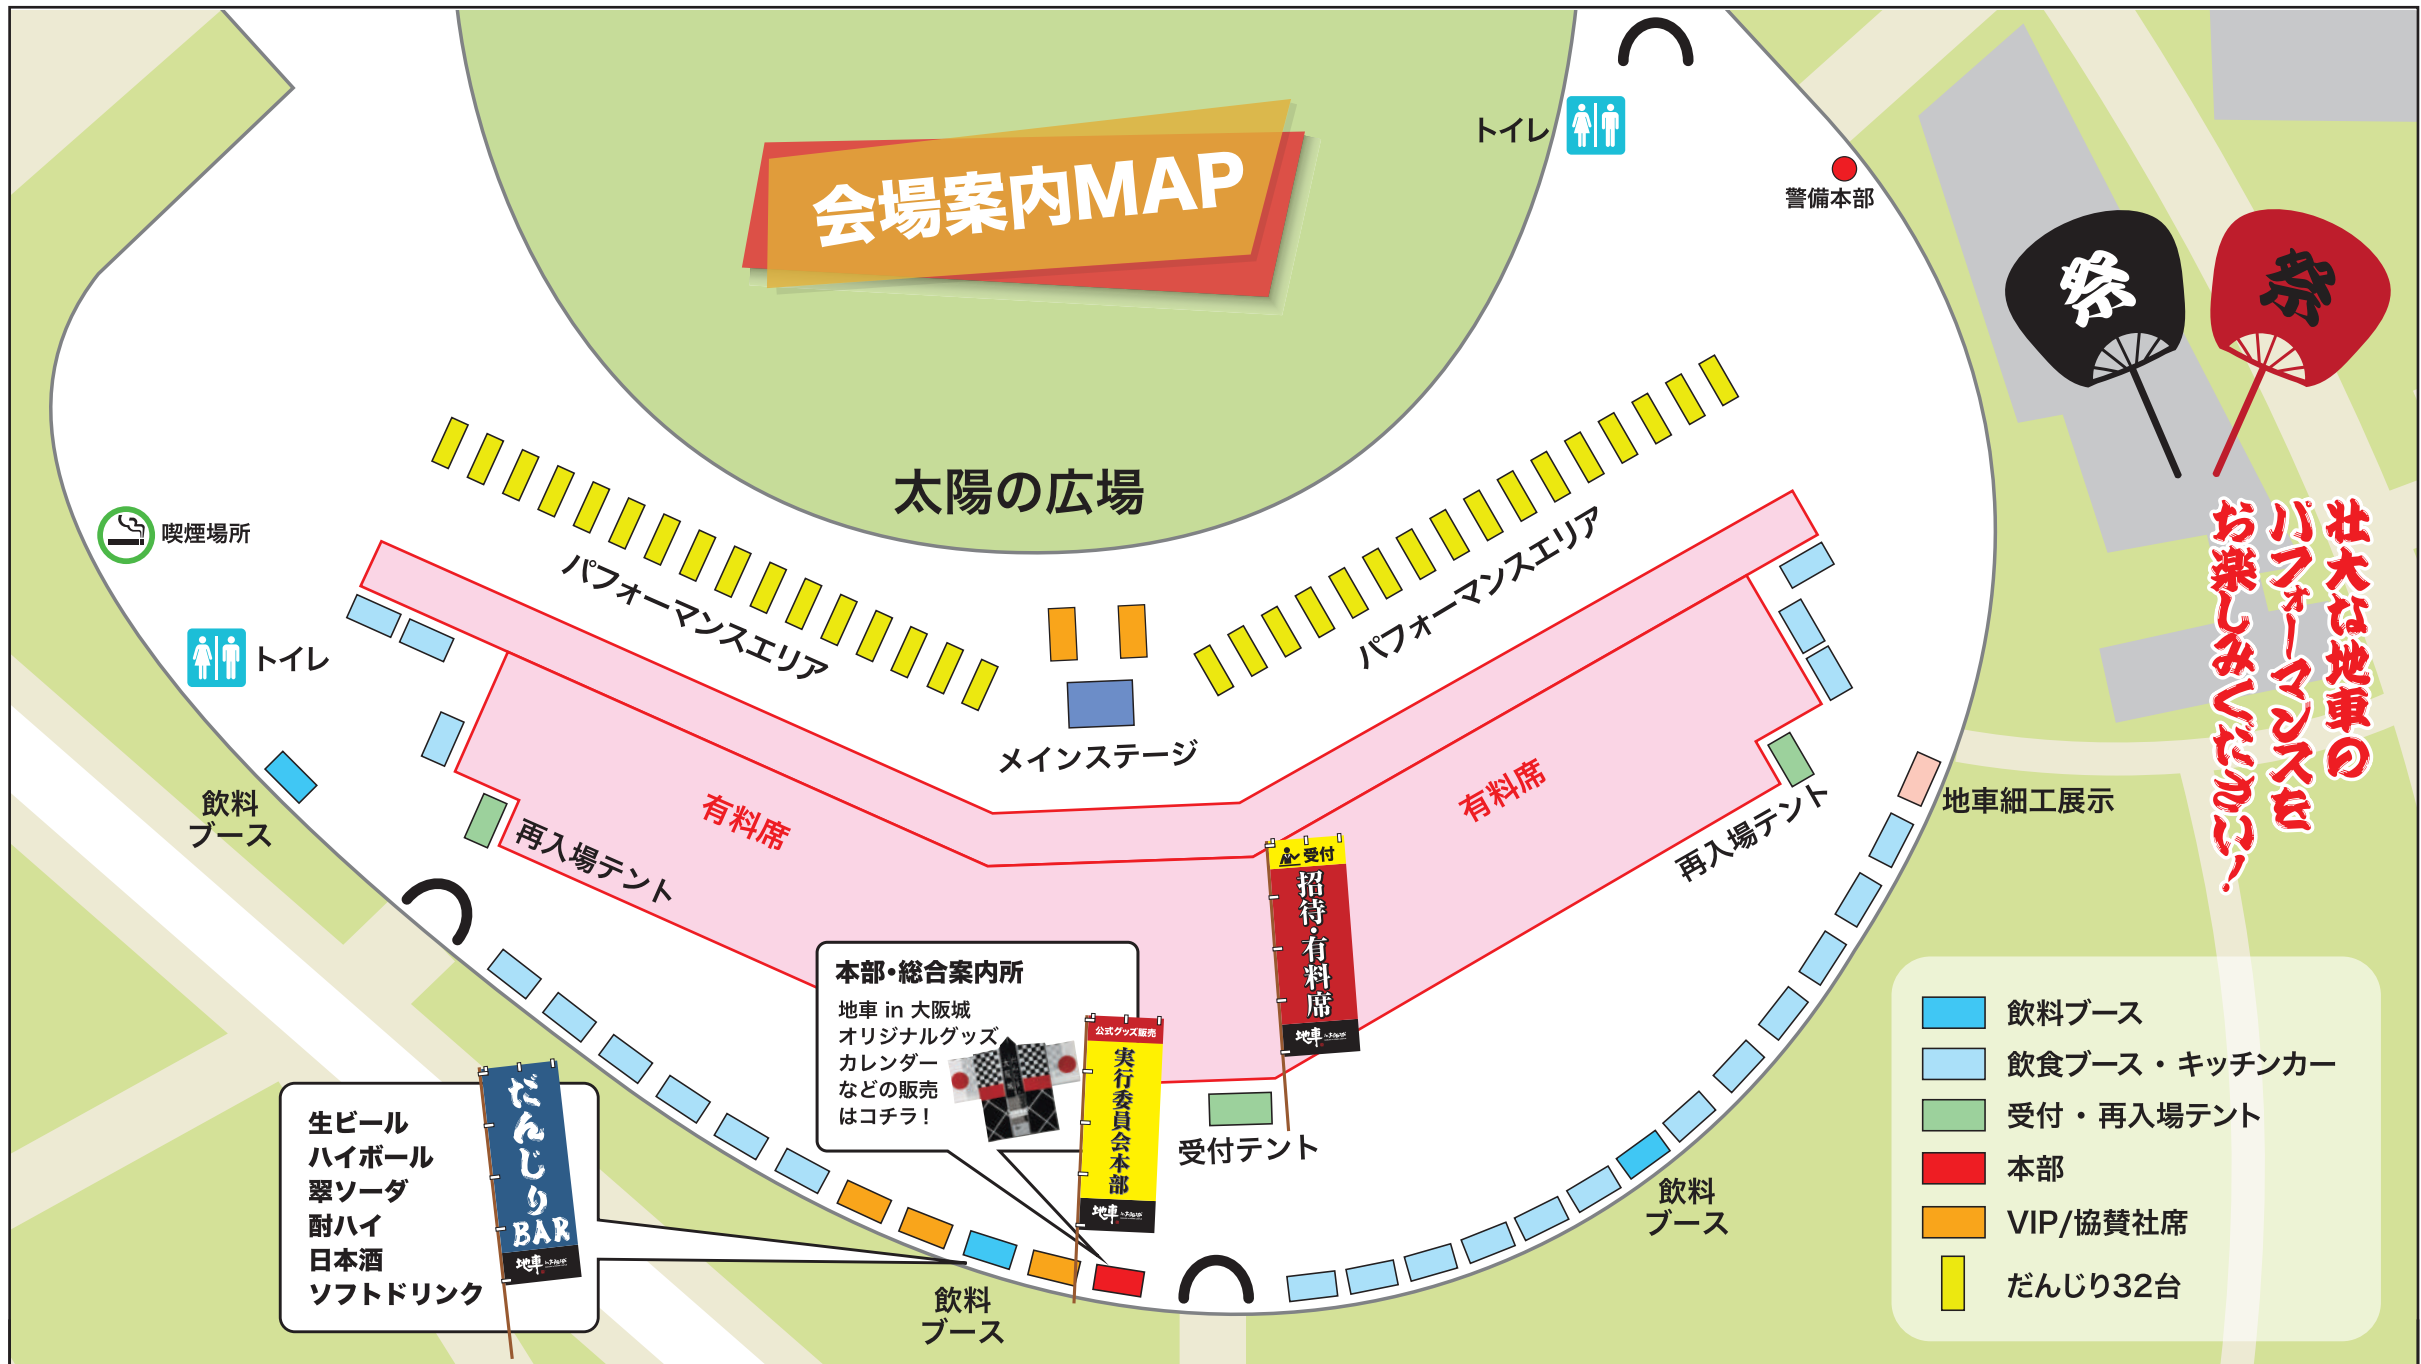 会場案内MAP
トイレ
警備本部
祭
祭
壮大な地車の
パフォーマンスを
お楽しみください!
太陽の広場
喫煙場所
パフォーマンスエリア
パフォーマンスエリア
トイレ
メインステージ
飲料
ブース
有料席
有料席
再入場テント
再入場テント
地車細工展示
受付
招待・有料席
地車
本部・総合案内所
地車 in 大阪城
オリジナルグッズ
カレンダー
などの販売
はコチラ!
公式グッズ販売
実行委員会本部
地車
受付テント
生ビール
ハイボール
翠ソーダ
酎ハイ
日本酒
ソフトドリンク
だんじり
BAR
地車
飲料
ブース
飲料
ブース
飲料ブース
飲食ブース・キッチンカー
受付・再入場テント
本部
VIP/協賛社席
だんじり32台